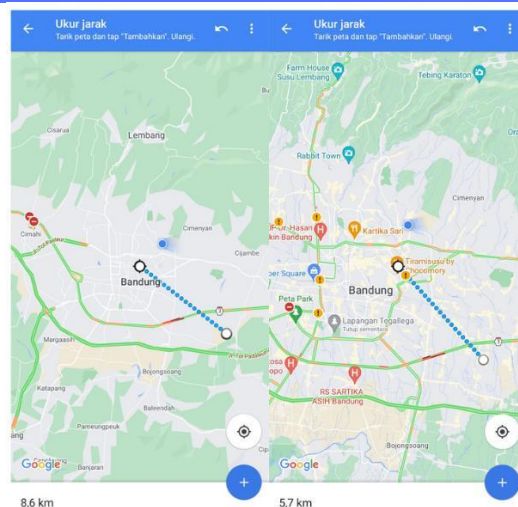 Ukur jarak
Tarik peta dan tap "Tambahkan". Ulangi.
Cisarua
Lembang
Cimahi
Cimenyan
Cijambe
Bandung
3
Margaasih
Bojongsoang
Katapang
Baleendah
Pameungpeuk
Banjaran
Google
8,6 km
Ukur jarak
Tarik peta dan tap "Tambahkan". Ulangi.
Farm House
Susu Lembang
Tebing Karaton
Rabbit Town
Cimenyan
Kartika Sari
Tiramisusu by
Chocomory
Peta Park
Bandung
Lapangan Tegallega
Tutup sementara
3
RS SARTIKA
ASIH Bandung
Bojongsoang
Google
5,7 km